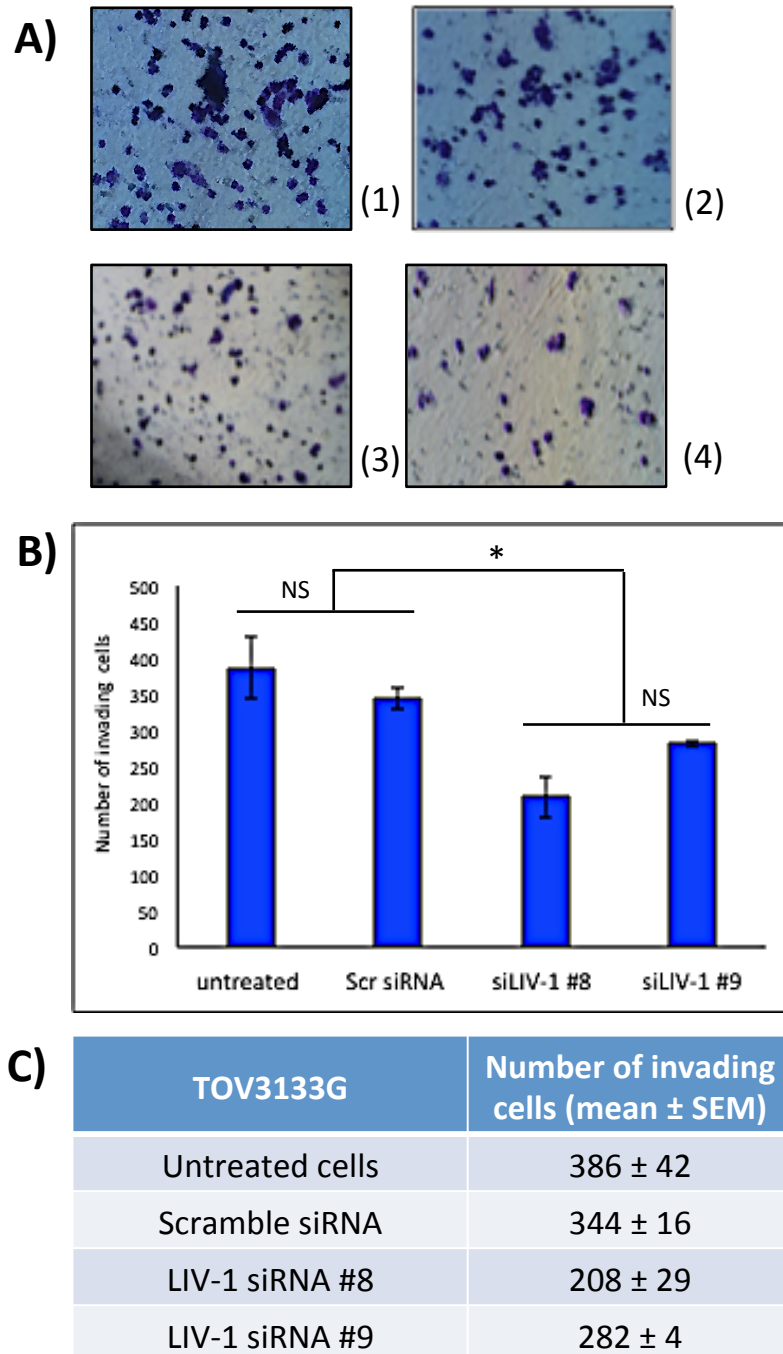 A)
(1)
(2)
(3)
(4)
B)
*
NS
NS
Number of invading cells
500
450
400
350
300
250
200
150
100
50
0
untreated
Scr siRNA
siLIV-1 #8
siLIV-1 #9
C)
TOV3133G
Number of invading
cells (mean ± SEM)
Untreated cells
386 ± 42
Scramble siRNA
344 ± 16
LIV-1 siRNA #8
208 ± 29
LIV-1 siRNA #9
282 ± 4